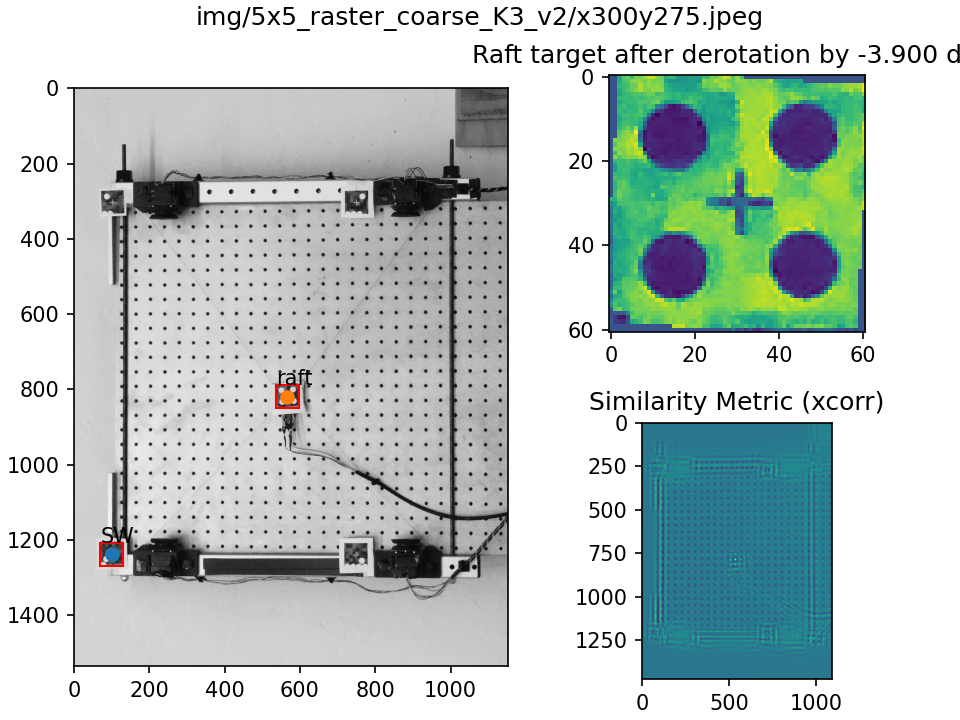 img/5x5_raster_coarse_K3_v2/x300y275.jpeg
Raft target after derotation by -3.900 d
0
200
400
600
800
1000
1200
1400
0 200 400 600 800 1000
raft
SW
0
20
40
60
0 20 40 60
Similarity Metric (xcorr)
0
250
500
750
1000
1250
0 500 1000